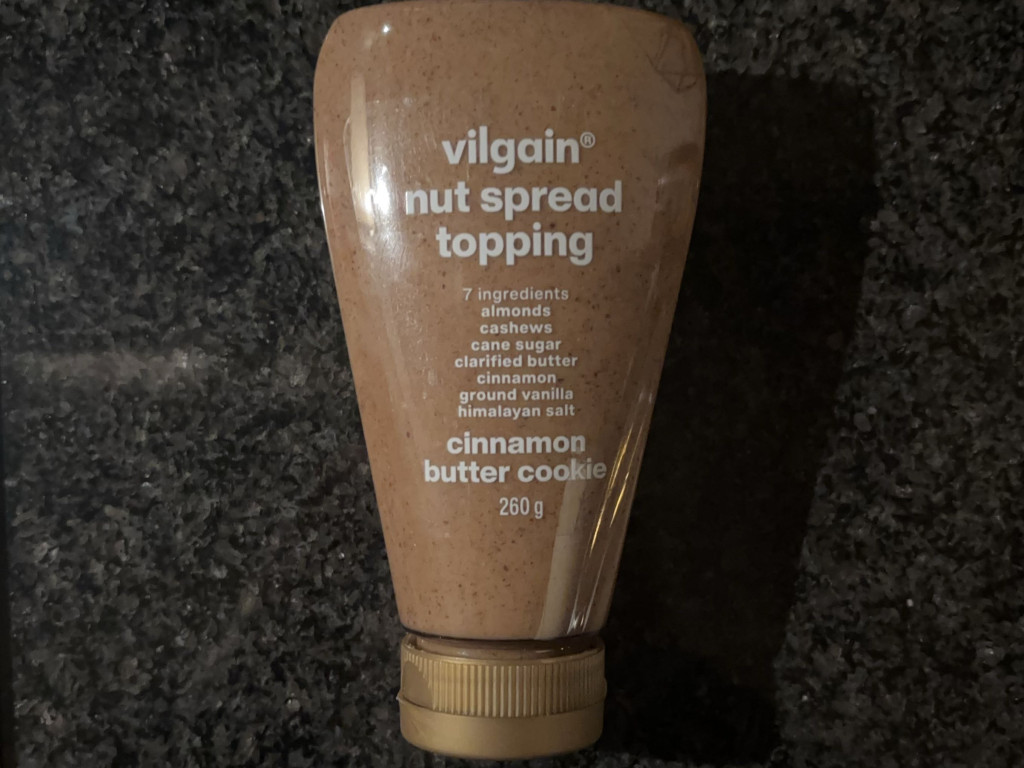 vilgain®
nut spread
topping
7 ingredients
almonds
cashews
cane sugar
clarified butter
cinnamon
ground vanilla
himalayan salt
cinnamon
butter cookie
260 g